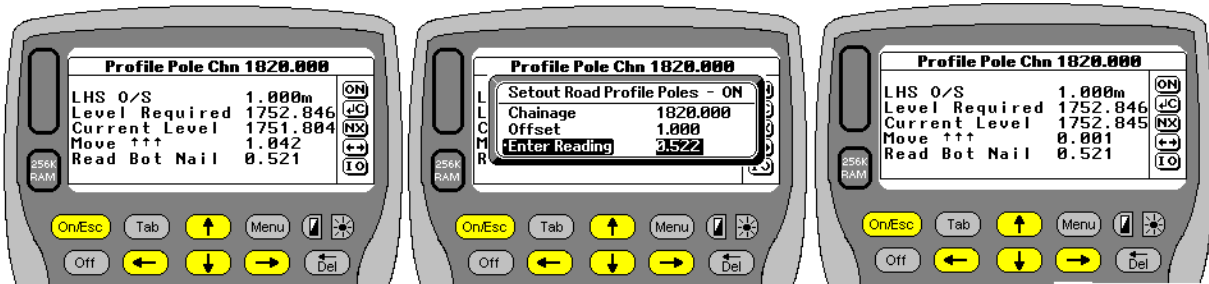 Profile Pole Chn 1820.000
LHS O/S 1.000m
Level Required 1752.846
Current Level 1751.804
Move ↑↑↑ 1.042
Read Bot Nail 0.521
ON
↲C
NX
←→
I O
256K
RAM
On/Esc Tab ↑ Menu
Off ← ↓ → Del
Profile Pole Chn 1820.000
Setout Road Profile Poles - ON
Chainage 1820.000
Offset 1.000
Enter Reading 0.522
L
L
C
M
R
I O
256K
RAM
On/Esc Tab ↑ Menu
Off ← ↓ → Del
Profile Pole Chn 1820.000
LHS O/S 1.000m
Level Required 1752.846
Current Level 1752.845
Move ↑↑↑ 0.001
Read Bot Nail 0.521
ON
↲C
NX
←→
I O
256K
RAM
On/Esc Tab ↑ Menu
Off ← ↓ → Del